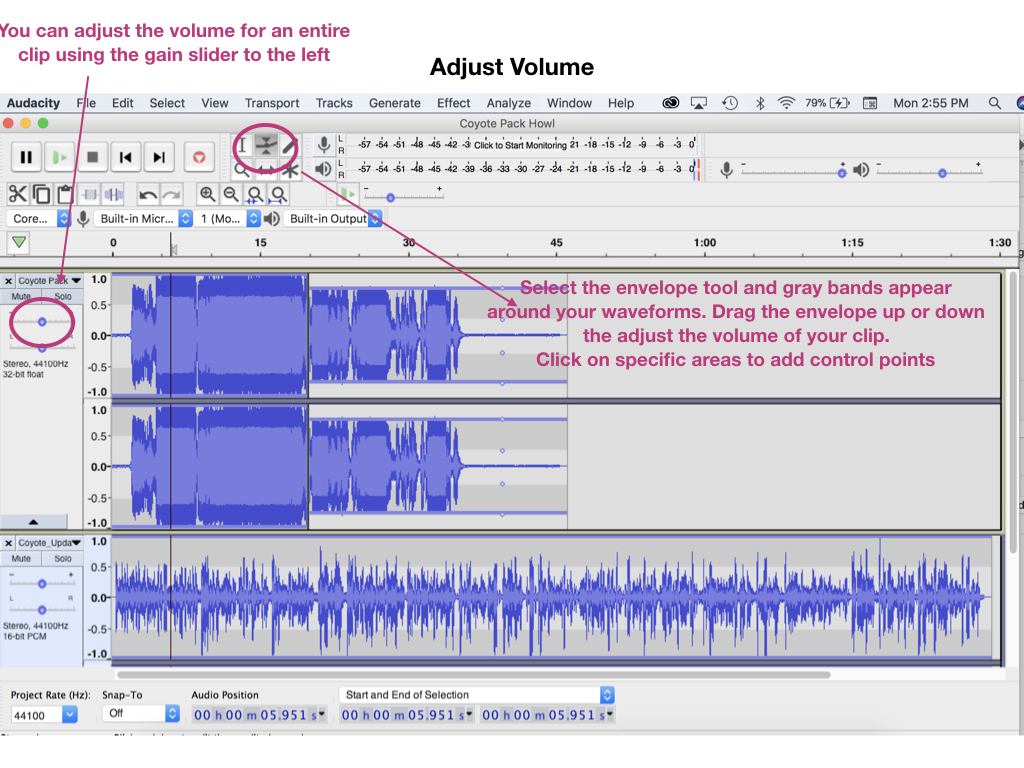 You can adjust the volume for an entire
clip using the gain slider to the left
Adjust Volume
Audacity File Edit Select View Transport Tracks Generate Effect Analyze Window Help 79% Mon 2:55 PM
Coyote Pack Howl
L R -57 -54 -51 -48 -45 -42 -3 Click to Start Monitoring 21 -18 -15 -12 -9 -6 -3 0
L R -57 -54 -51 -48 -45 -42 -39 -36 -33 -30 -27 -24 -21 -18 -15 -12 -9 -6 -3 0
- + - +
- +
Core... Built-in Micr... 1 (Mo... Built-in Output
0 15 30 45 1:00 1:15 1:30
Coyote Pack
Mute Solo
L R
Stereo, 44100Hz
32-bit float
1.0
0.5
0.0
-0.5
-1.0
Select the envelope tool and gray bands appear
around your waveforms. Drag the envelope up or down
the adjust the volume of your clip.
Click on specific areas to add control points
1.0
0.5
0.0
-0.5
-1.0
Coyote_Upda
Mute Solo
- +
L R
Stereo, 44100Hz
16-bit PCM
1.0
0.5
0.0
-0.5
-1.0
Project Rate (Hz): Snap-To Audio Position Start and End of Selection
44100 Off 00 h 00 m 05.951 s 00 h 00 m 05.951 s 00 h 00 m 05.951 s